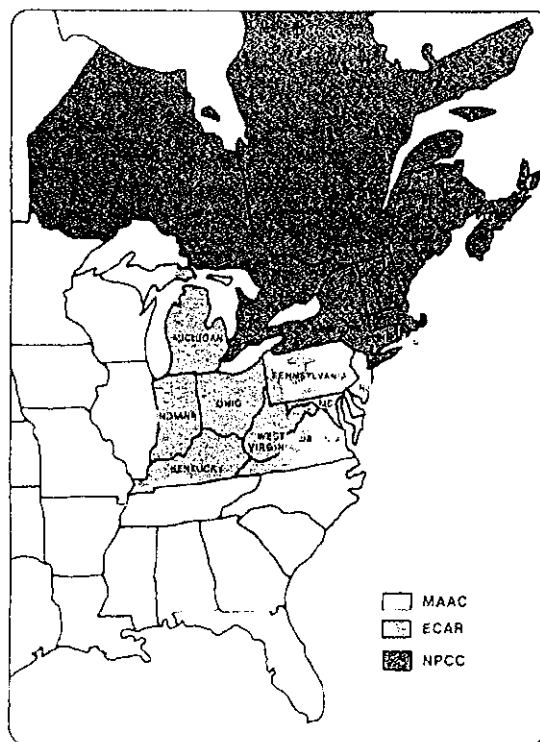 MICHIGAN
PENNSYLVANIA
OHIO
INDIANA
MD
WEST
VIRGINIA
KENTUCKY
MAAC
ECAR
NPCC